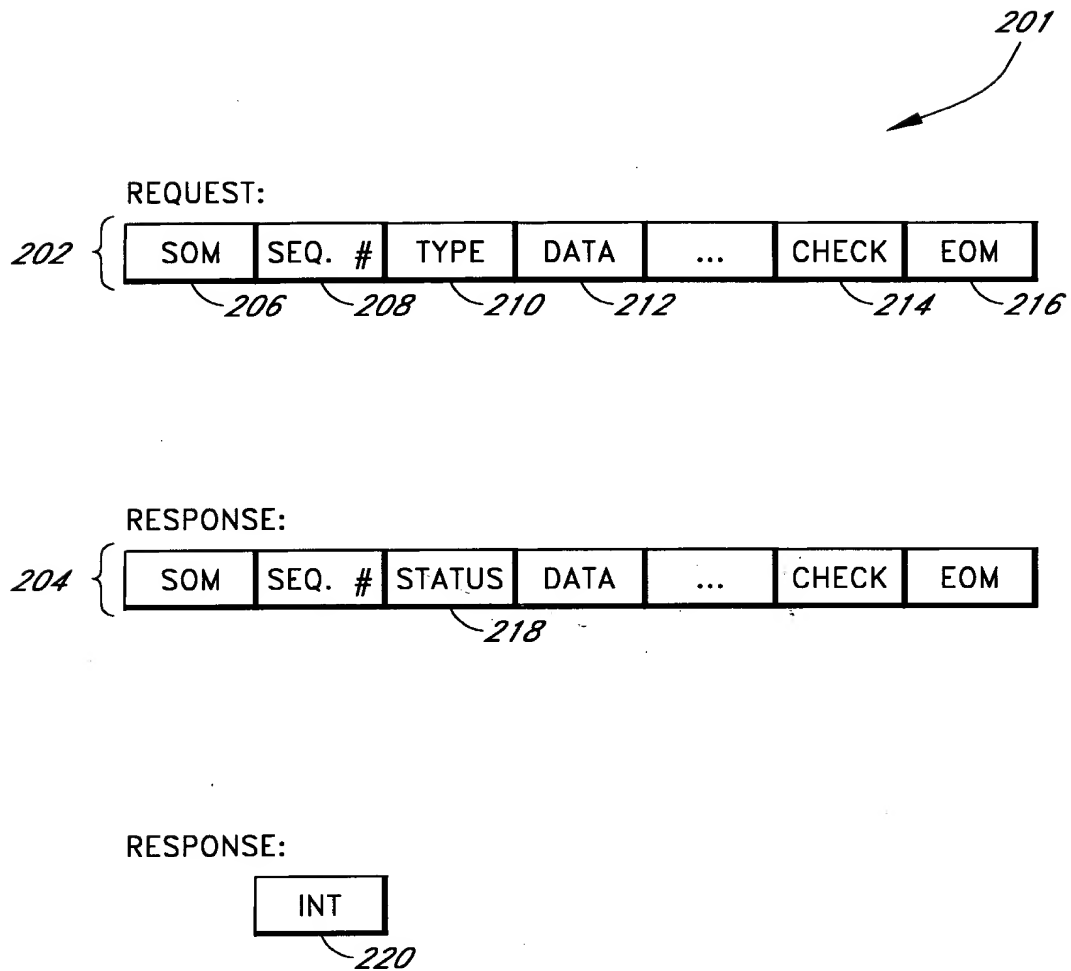 201
REQUEST:
202 { SOM SEQ. # TYPE DATA ... CHECK EOM
206 208 210 212 214 216
RESPONSE:
204 { SOM SEQ. # STATUS DATA ... CHECK EOM
218
RESPONSE:
INT
220